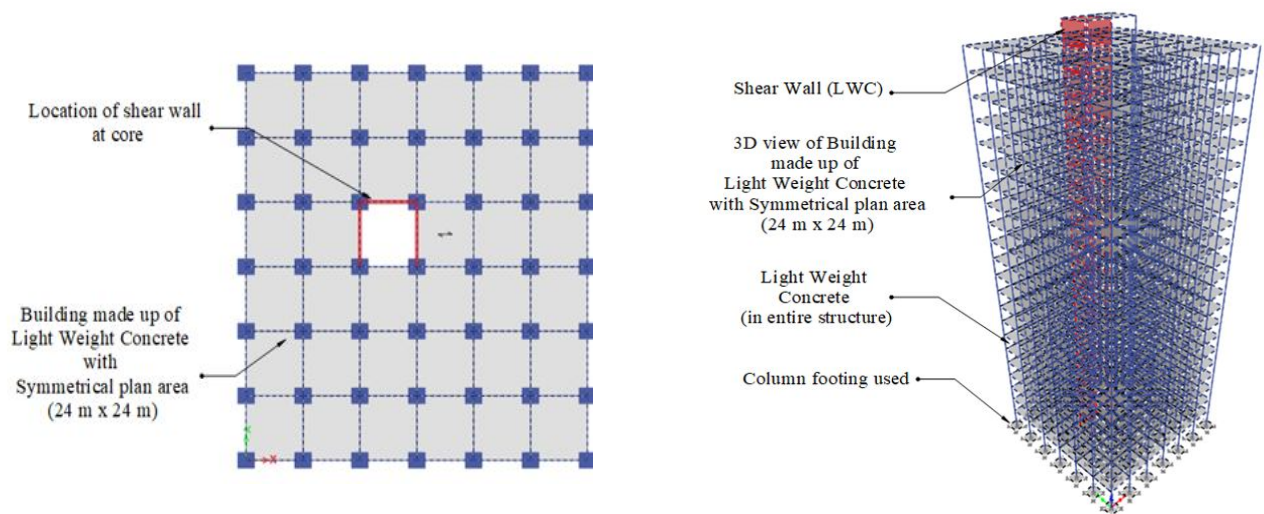 Location of shear wall
at core
Building made up of
Light Weight Concrete
with
Symmetrical plan area
(24 m x 24 m)
X
Shear Wall (LWC)
3D view of Building
made up of
Light Weight Concrete
with Symmetrical plan area
(24 m x 24 m)
Light Weight
Concrete
(in entire structure)
Column footing used